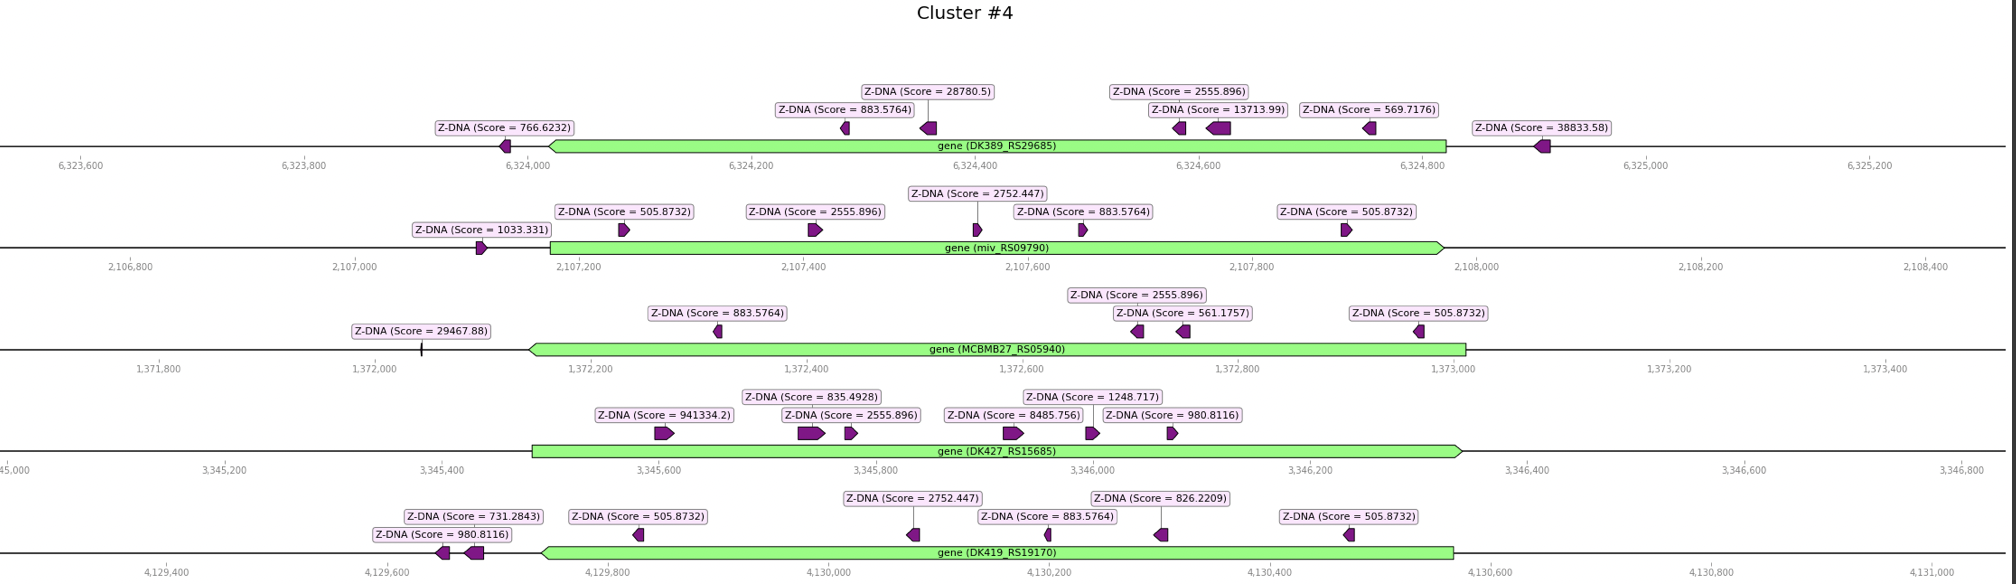 Cluster #4
Z-DNA (Score = 28780.5)
Z-DNA (Score = 2555.896)
Z-DNA (Score = 883.5764)
Z-DNA (Score = 13713.99)
Z-DNA (Score = 569.7176)
Z-DNA (Score = 766.6232)
Z-DNA (Score = 38833.58)
gene (DK389_RS29685)
6,323,600
6,323,800
6,324,000
6,324,200
6,324,400
6,324,600
6,324,800
6,325,000
6,325,200
Z-DNA (Score = 2752.447)
Z-DNA (Score = 505.8732)
Z-DNA (Score = 2555.896)
Z-DNA (Score = 883.5764)
Z-DNA (Score = 505.8732)
Z-DNA (Score = 1033.331)
gene (miv_RS09790)
2,106,800
2,107,000
2,107,200
2,107,400
2,107,600
2,107,800
2,108,000
2,108,200
2,108,400
Z-DNA (Score = 2555.896)
Z-DNA (Score = 883.5764)
Z-DNA (Score = 561.1757)
Z-DNA (Score = 505.8732)
Z-DNA (Score = 29467.88)
gene (MCBMB27_RS05940)
1,371,800
1,372,000
1,372,200
1,372,400
1,372,600
1,372,800
1,373,000
1,373,200
1,373,400
Z-DNA (Score = 835.4928)
Z-DNA (Score = 1248.717)
Z-DNA (Score = 941334.2)
Z-DNA (Score = 2555.896)
Z-DNA (Score = 8485.756)
Z-DNA (Score = 980.8116)
gene (DK427_RS15685)
45,000
3,345,200
3,345,400
3,345,600
3,345,800
3,346,000
3,346,200
3,346,400
3,346,600
3,346,800
Z-DNA (Score = 2752.447)
Z-DNA (Score = 826.2209)
Z-DNA (Score = 731.2843)
Z-DNA (Score = 505.8732)
Z-DNA (Score = 883.5764)
Z-DNA (Score = 505.8732)
Z-DNA (Score = 980.8116)
gene (DK419_RS19170)
4,129,400
4,129,600
4,129,800
4,130,000
4,130,200
4,130,400
4,130,600
4,130,800
4,131,000